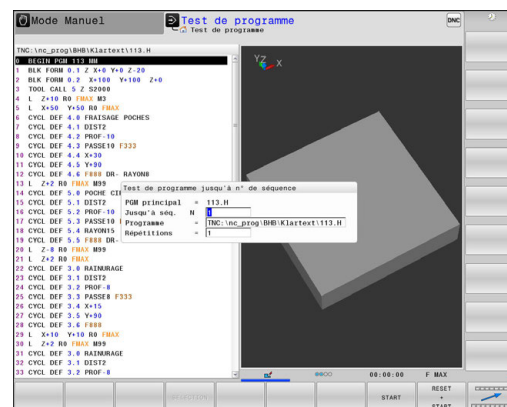 Mode Manuel
Test de programme
Test de programme
DNC
TNC:\nc_prog\BHB\Klartext\113.H
0 BEGIN PGM 113 MM
1 BLK FORM 0.1 Z X+0 Y+0 Z-20
2 BLK FORM 0.2 X+100 Y+100 Z+0
3 TOOL CALL 5 Z S2000
4 L Z+10 R0 FMAX M3
5 L X+50 Y+50 R0 FMAX
6 CYCL DEF 4.0 FRAISAGE POCHES
7 CYCL DEF 4.1 DIST2
8 CYCL DEF 4.2 PROF-10
9 CYCL DEF 4.3 PASSE10 F333
10 CYCL DEF 4.4 X+30
11 CYCL DEF 4.5 Y+90
12 CYCL DEF 4.6 F888 DR- RAYON8
13 L Z+2 R0 FMAX M99
14 CYCL DEF 5.0 POCHE CI
15 CYCL DEF 5.1 DIST2
16 CYCL DEF 5.2 PROF-10
17 CYCL DEF 5.3 PASSE10
18 CYCL DEF 5.4 RAYON15
19 CYCL DEF 5.5 F888 DR-
20 L Z-8 R0 FMAX M99
21 L Z+2 R0 FMAX
22 CYCL DEF 3.0 RAINURAGE
23 CYCL DEF 3.1 DIST2
24 CYCL DEF 3.2 PROF-8
25 CYCL DEF 3.3 PASSE8 F333
26 CYCL DEF 3.4 X+15
27 CYCL DEF 3.5 Y+90
28 CYCL DEF 3.6 F888
29 L X+10 Y+10 R0 FMAX
30 L Z+2 R0 FMAX M99
31 CYCL DEF 3.0 RAINURAGE
32 CYCL DEF 3.1 DIST2
33 CYCL DEF 3.2 PROF-8
Y Z X
Test de programme jusqu'à n° de séquence
PGM principal = 113.H
Jusqu'à séq. N = 1
Programme = TNC:\nc_prog\BHB\Klartext\113.H
Répétitions = 1
00:00:00 F MAX
START
RESET
+
START